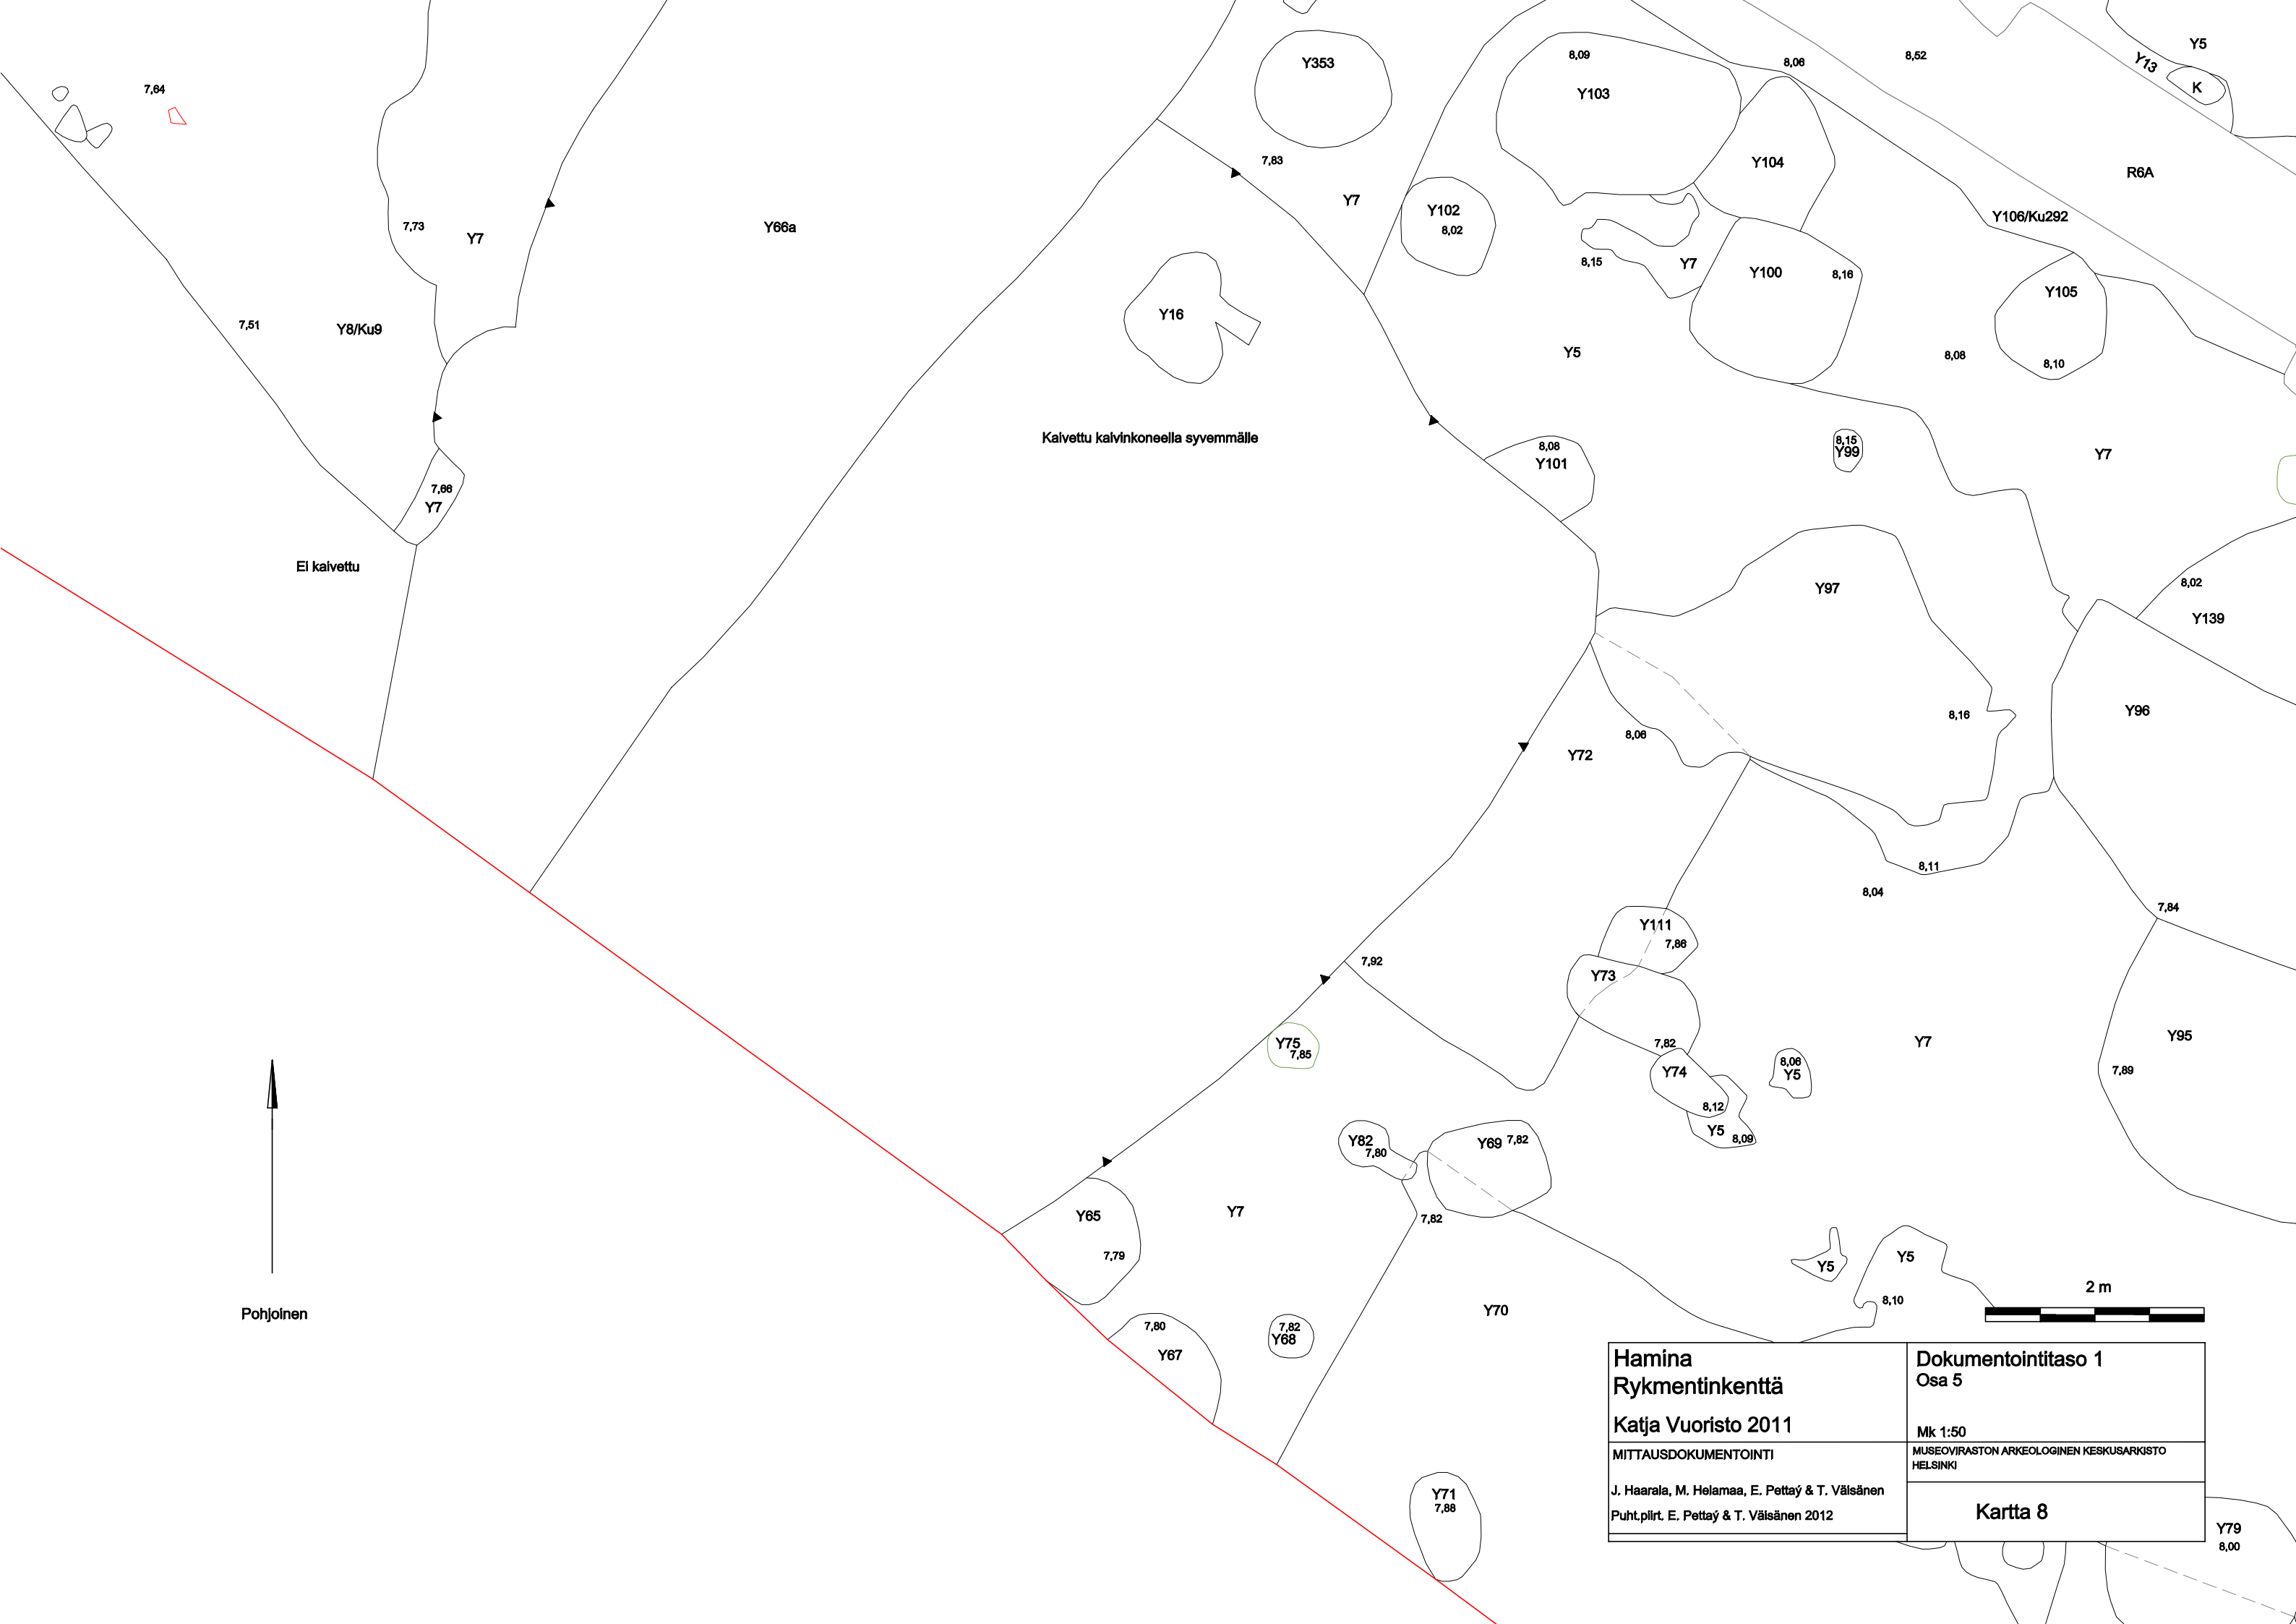 Y5
Y13
K
8,09
8,06
8,52
Y353
7,64
Y103
7,83
Y104
R6A
Y7
Y102
8,02
Y106/Ku292
7,73
Y7
Y66a
8,15
Y7
Y100
8,16
Y105
Y16
7,51
Y8/Ku9
Y5
8,08
8,10
Kaivettu kaivinkoneella syvemmälle
8,08
Y101
8,15
Y99
Y7
7,66
Y7
Ei kaivettu
8,02
Y97
Y139
8,16
Y96
8,06
Y72
8,11
8,04
7,84
Y111
7,86
7,92
Y73
Y75
7,85
7,82
Y7
Y95
Y74
8,06
Y5
7,89
8,12
Y5
8,09
Y82
7,80
Y69
7,82
Y65
Y7
7,82
7,79
Y5
Y5
8,10
2 m
Pohjoinen
Y70
7,80
Y67
7,82
Y68
Hamina
Rykmentinkenttä
Katja Vuoristo 2011
MITTAUSDOKUMENTOINTI
J. Haarala, M. Helamaa, E. Pettaý & T. Väisänen
Puht.piirt. E. Pettaý & T. Väisänen 2012
Dokumentointitaso 1
Osa 5
Mk 1:50
MUSEOVIRASTON ARKEOLOGINEN KESKUSARKISTO
HELSINKI
Kartta 8
Y71
7,88
Y79
8,00